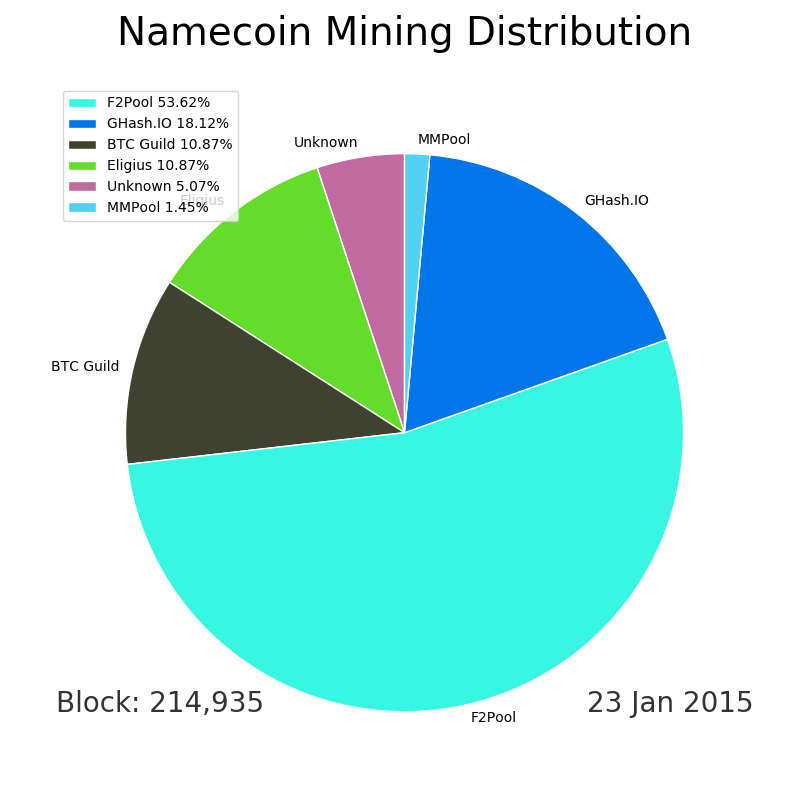 Namecoin Mining Distribution
F2Pool 53.62%
GHash.IO 18.12%
BTC Guild 10.87%
Eligius 10.87%
Unknown 5.07%
MMPool 1.45%
Unknown
MMPool
Eligius
GHash.IO
BTC Guild
Block: 214,935
23 Jan 2015
F2Pool